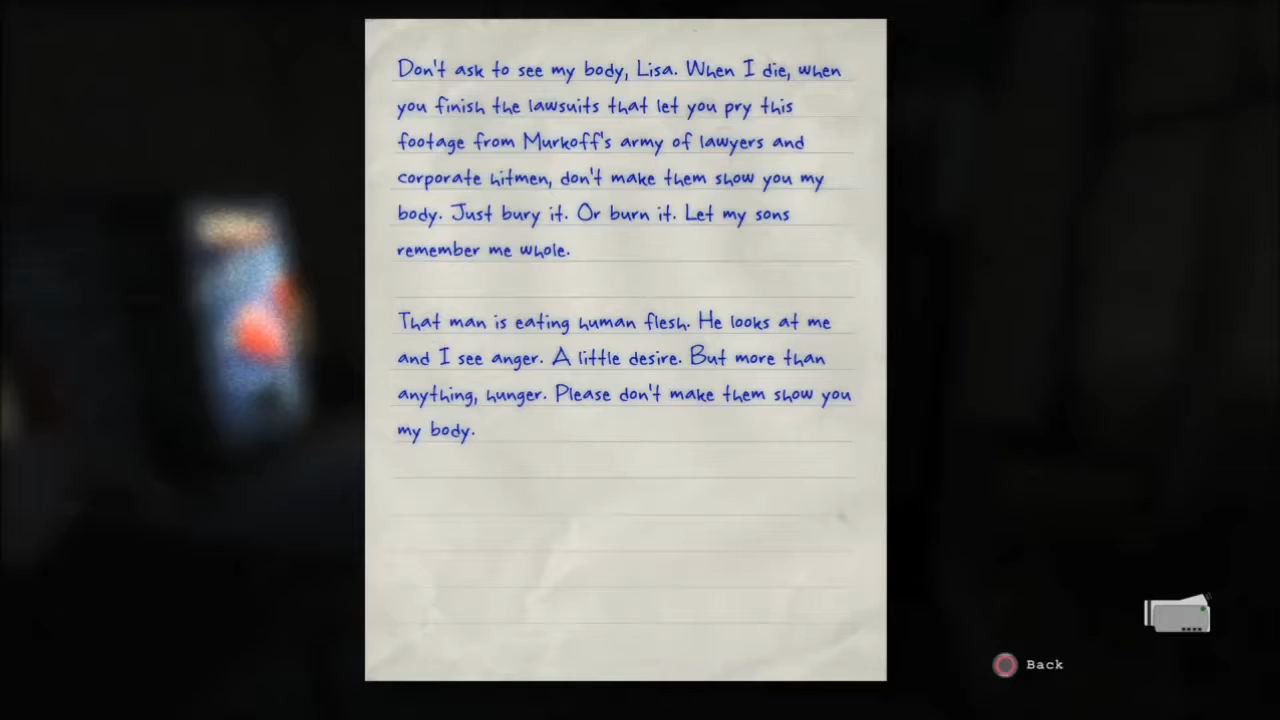 Don't ask to see my body, Lisa. When I die, when
you finish the lawsuits that let you pry this
footage from Murkoff's army of lawyers and
corporate hitmen, don't make them show you my
body. Just bury it. Or burn it. Let my sons
remember me whole.
That man is eating human flesh. He looks at me
and I see anger. A little desire. But more than
anything, hunger. Please don't make them show you
my body.
Back